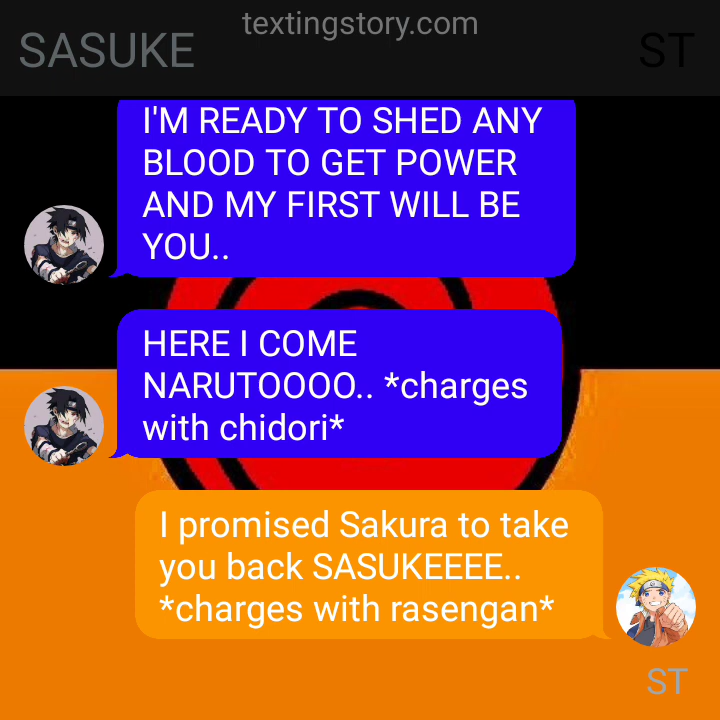 textingstory.com
SASUKE
ST
I'M READY TO SHED ANY
BLOOD TO GET POWER
AND MY FIRST WILL BE
YOU..
HERE I COME
NARUTOOOO.. *charges
with chidori*
I promised Sakura to take
you back SASUKEEEE..
*charges with rasengan*
ST